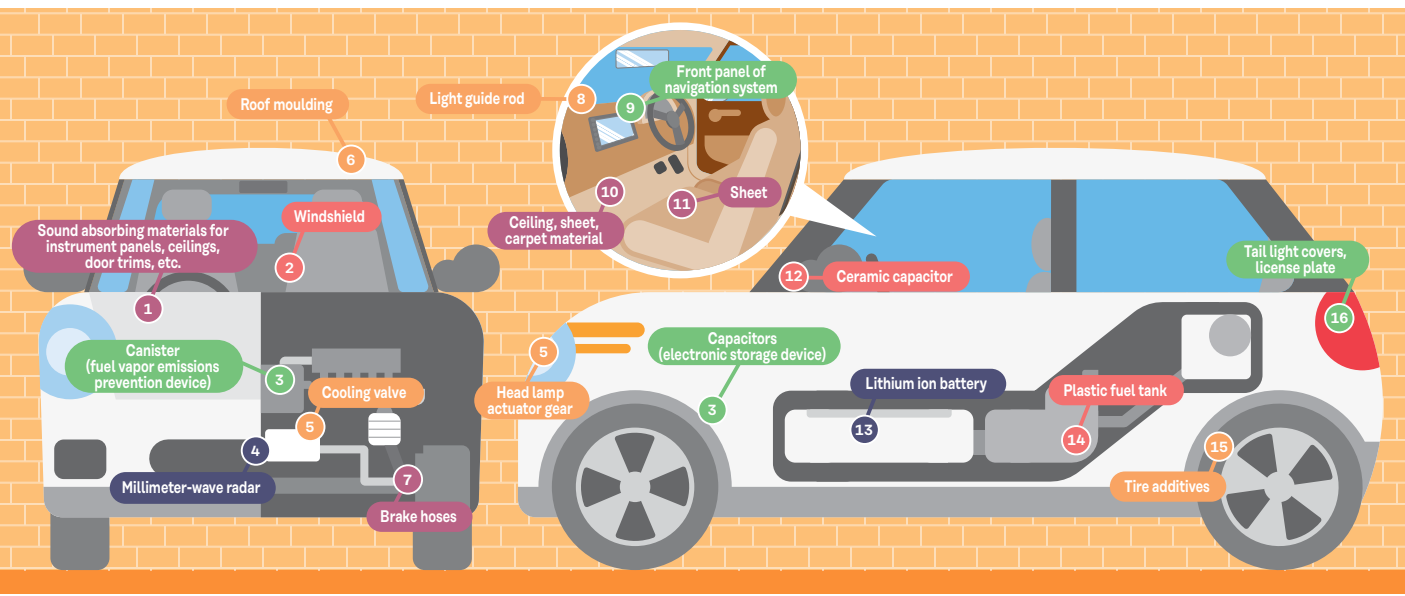 Roof moulding
6
Light guide rod
8
Front panel of
navigation system
9
10
Ceiling, sheet,
carpet material
11
Sheet
Sound absorbing materials for
instrument panels, ceilings,
door trims, etc.
1
Windshield
2
12
Ceramic capacitor
Tail light covers,
license plate
16
Canister
(fuel vapor emissions
prevention device)
3
Cooling valve
5
4
Millimeter-wave radar
7
Brake hoses
5
Head lamp
actuator gear
Capacitors
(electronic storage device)
3
Lithium ion battery
13
Plastic fuel tank
14
15
Tire additives